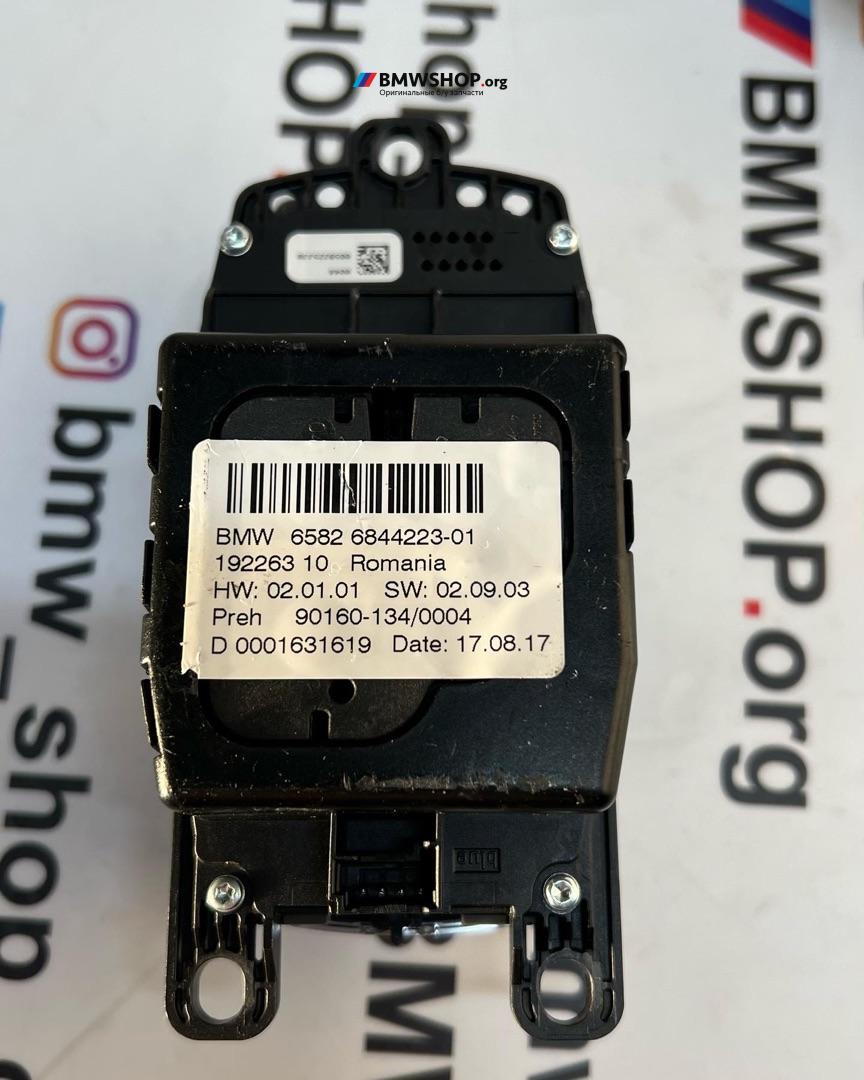 BMWSHOP.org
Оригинальные б/у запчасти
BMW 6582 6844223-01
192263 10 Romania
HW: 02.01.01 SW: 02.09.03
Preh 90160-134/0004
D 0001631619 Date: 17.08.17
blue
bmw_shop
BMWSHOP.org